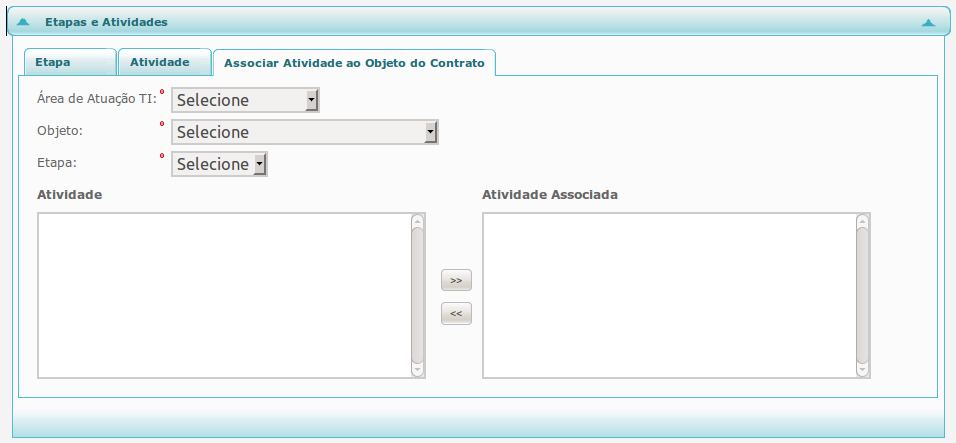 Etapas e Atividades
Etapa Atividade Associar Atividade ao Objeto do Contrato
Área de Atuação TI: Selecione
Objeto: Selecione
Etapa: Selecione
Atividade Atividade Associada
>>
<<